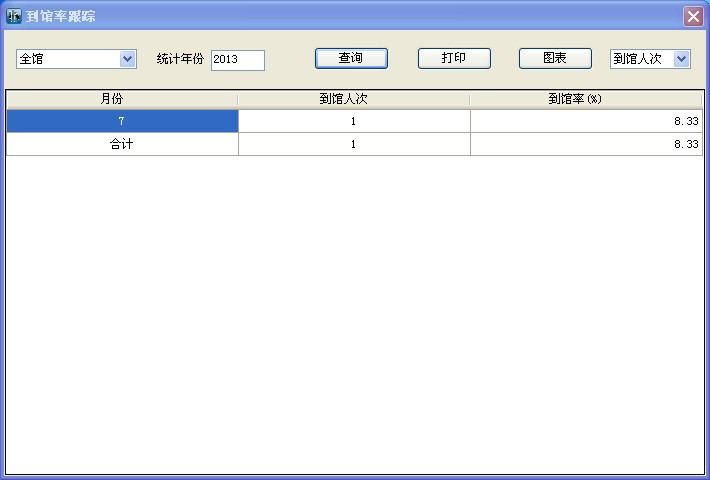 到馆率跟踪
全馆 统计年份 2013 查询 打印 图表 到馆人次
月份 到馆人次 到馆率(%)
7 1 8.33
合计 1 8.33